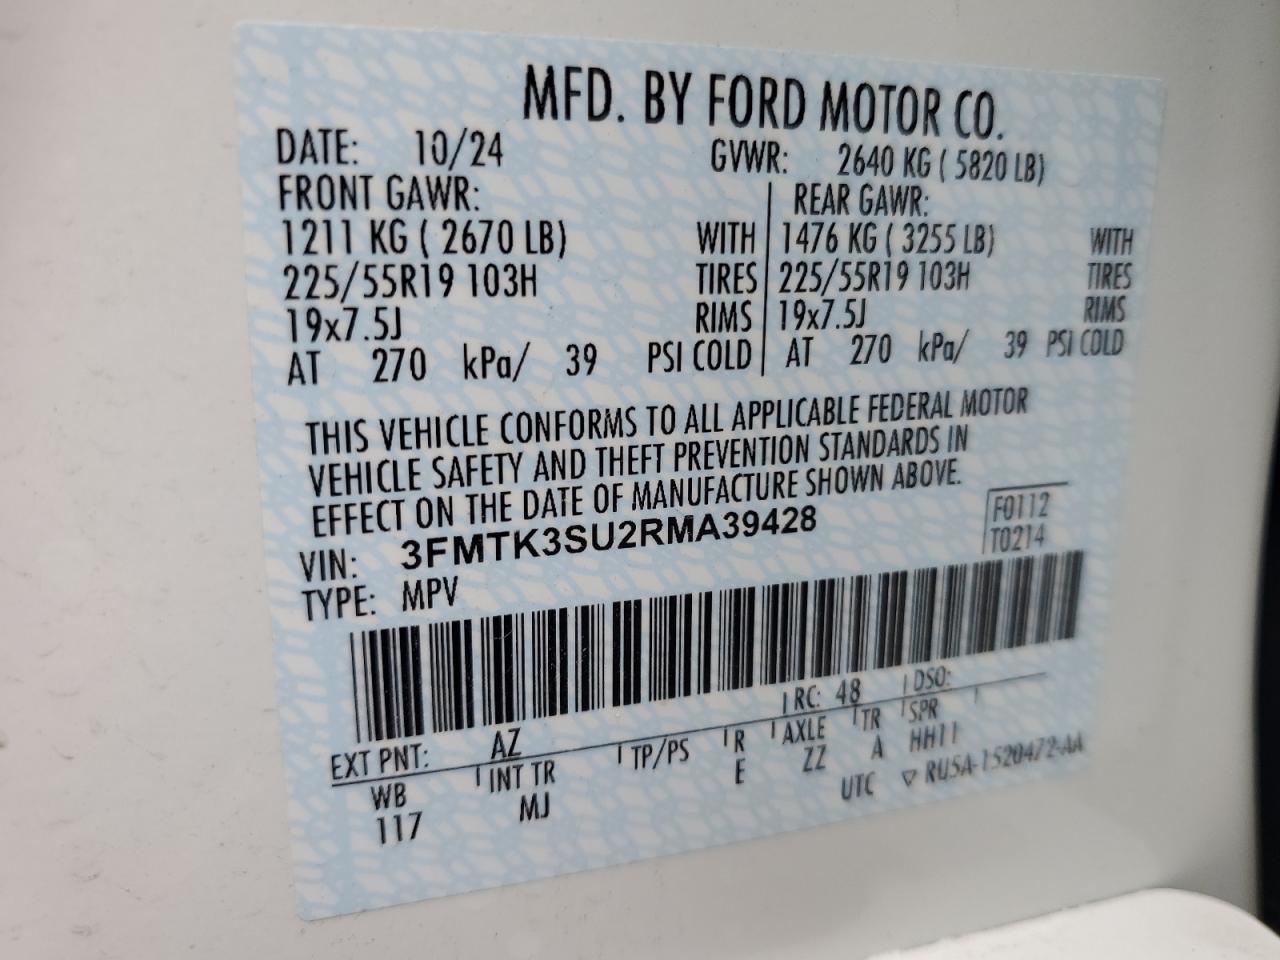 MFD. BY FORD MOTOR CO.
DATE: 10/24 GVWR: 2640 KG ( 5820 LB)
FRONT GAWR: REAR GAWR:
1211 KG ( 2670 LB) WITH 1476 KG ( 3255 LB) WITH
225/55R19 103H TIRES 225/55R19 103H TIRES
19x7.5J RIMS 19x7.5J RIMS
AT 270 kPa/ 39 PSI COLD AT 270 kPa/ 39 PSI COLD
THIS VEHICLE CONFORMS TO ALL APPLICABLE FEDERAL MOTOR
VEHICLE SAFETY AND THEFT PREVENTION STANDARDS IN
EFFECT ON THE DATE OF MANUFACTURE SHOWN ABOVE.
VIN: 3FMTK3SU2RMA39428 F0112
TYPE: MPV T0214
RC: 48 DSO:
EXT PNT: AZ
WB INT TR TP/PS R AXLE TR SPR
117 MJ E ZZ A HH11
UTC ▽ RU5A-1520472-AA